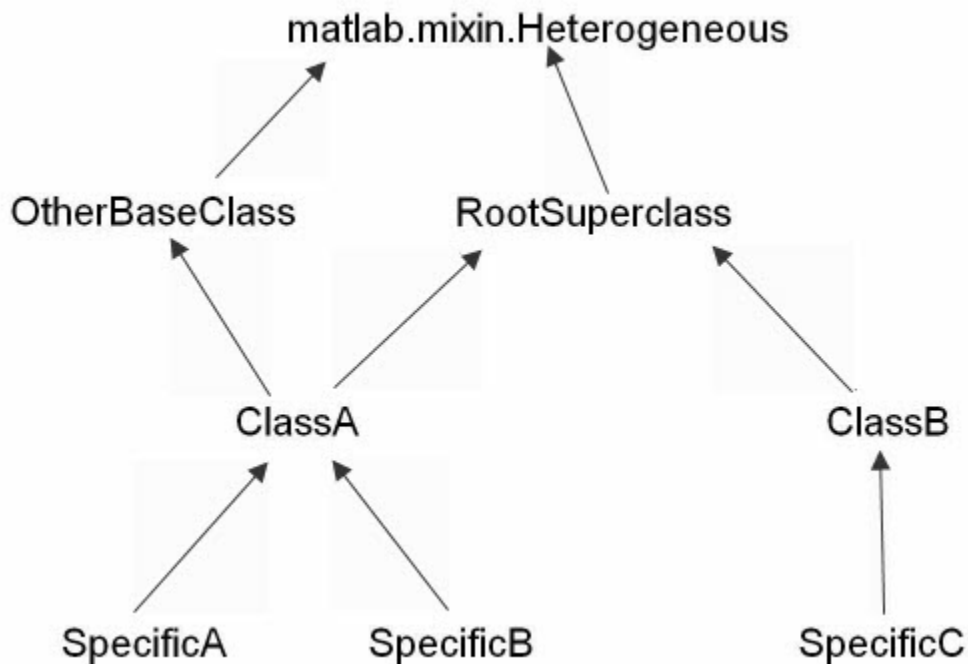 matlab.mixin.Heterogeneous
OtherBaseClass
RootSuperclass
ClassA
ClassB
SpecificA
SpecificB
SpecificC